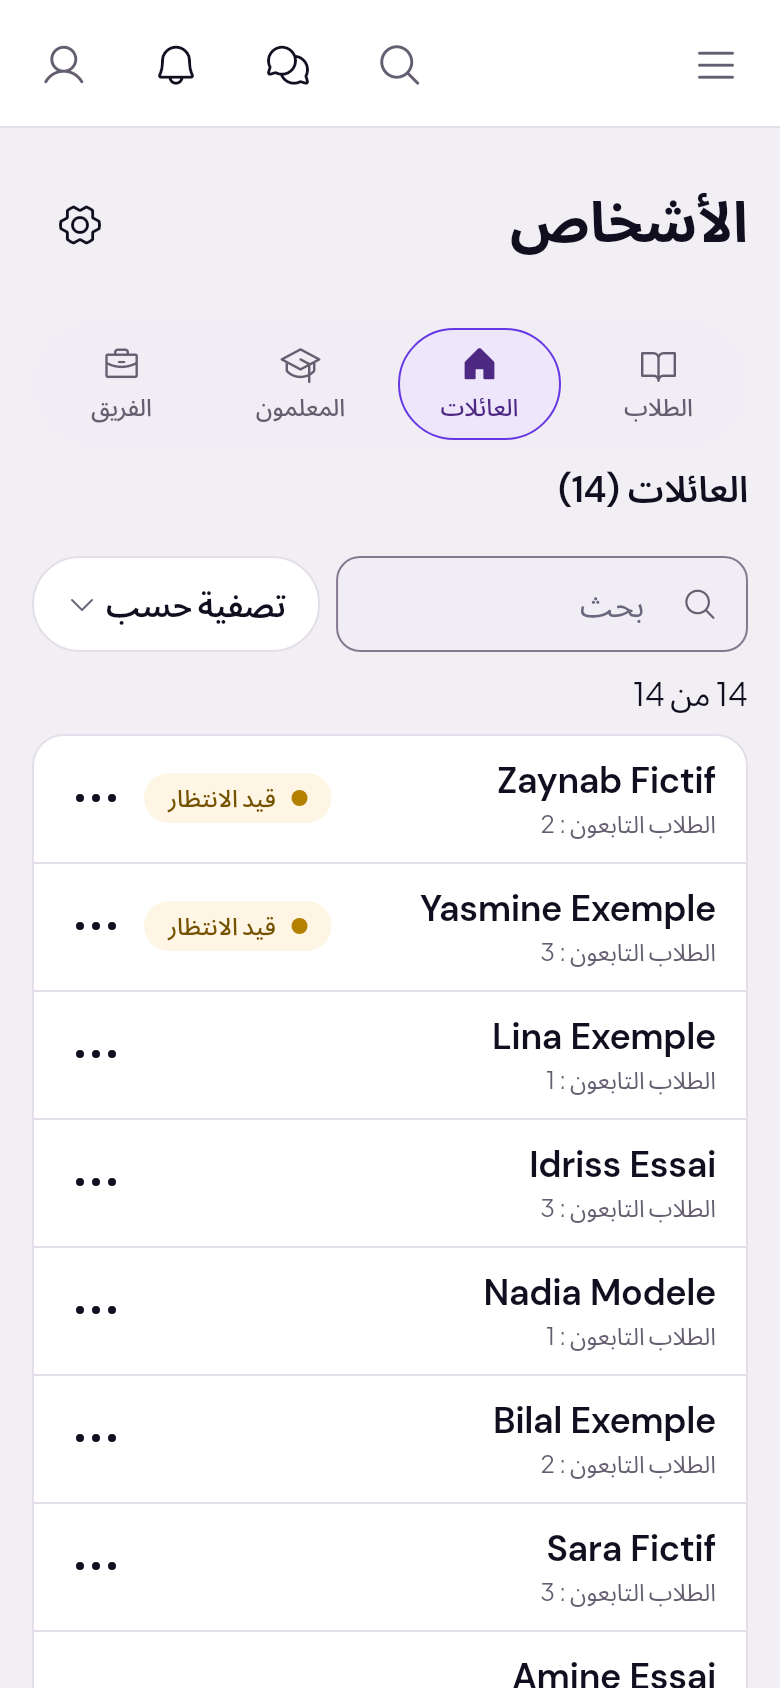 الأشخاص
الطلاب
العائلات
المعلمون
الفريق
العائلات (14)
بحث
تصفية حسب
14 من 14
Zaynab Fictif
قيد الانتظار
الطلاب التابعون : 2
Yasmine Exemple
قيد الانتظار
الطلاب التابعون : 3
Lina Exemple
الطلاب التابعون : 1
Idriss Essai
الطلاب التابعون : 3
Nadia Modele
الطلاب التابعون : 1
Bilal Exemple
الطلاب التابعون : 2
Sara Fictif
الطلاب التابعون : 3
Amine Essai